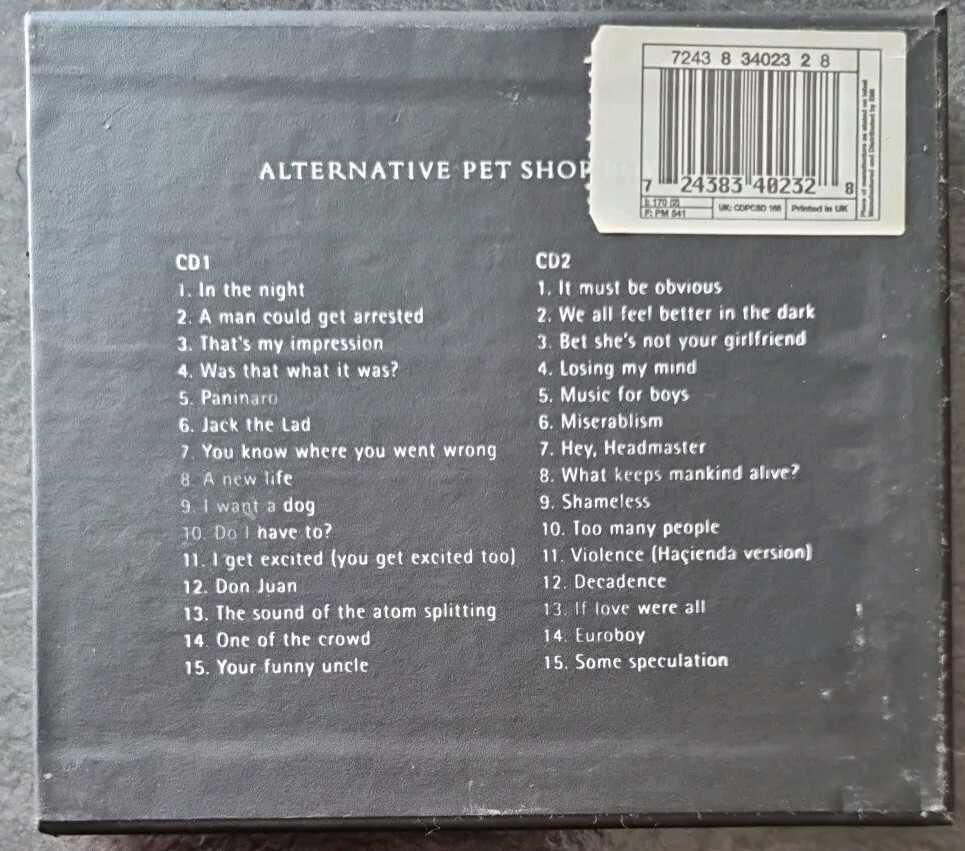 7243 8 34023 2 8
7 24383 40232 8
UK: CDPCSD 166
Printed in UK
ALTERNATIVE PET SHOP
CD1
1. In the night
2. A man could get arrested
3. That's my impression
4. Was that what it was?
5. Paninaro
6. Jack the Lad
7. You know where you went wrong
8. A new life
9. I want a dog
10. Do I have to?
11. I get excited (you get excited too)
12. Don Juan
13. The sound of the atom splitting
14. One of the crowd
15. Your funny uncle
CD2
1. It must be obvious
2. We all feel better in the dark
3. Bet she's not your girlfriend
4. Losing my mind
5. Music for boys
6. Miserablism
7. Hey, Headmaster
8. What keeps mankind alive?
9. Shameless
10. Too many people
11. Violence (Haçienda version)
12. Decadence
13. If love were all
14. Euroboy
15. Some speculation